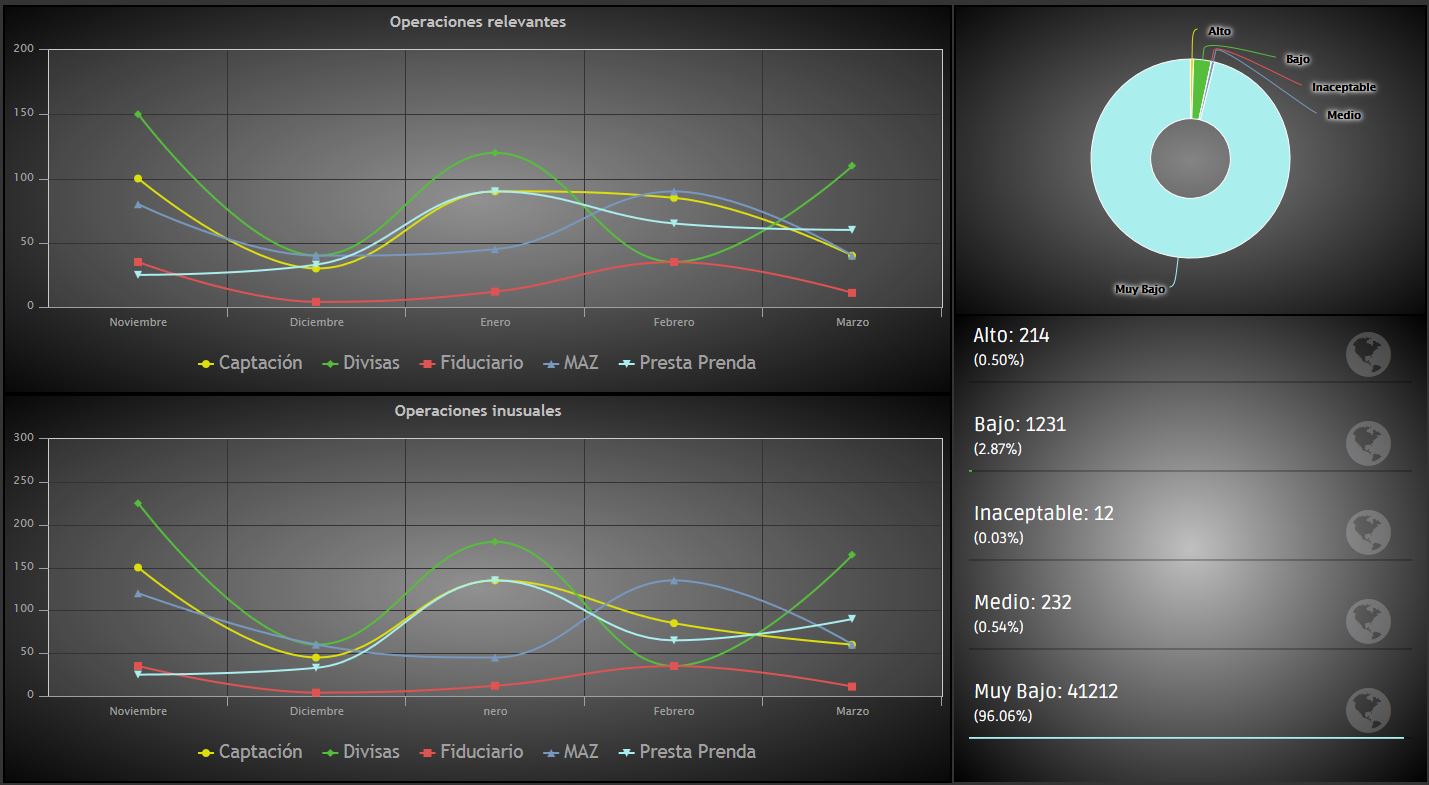 Operaciones relevantes
200
150
100
50
0
Noviembre Diciembre Enero Febrero Marzo
Captación Divisas Fiduciario MAZ Presta Prenda
Operaciones inusuales
300
250
200
150
100
50
0
Noviembre Diciembre nero Febrero Marzo
Captación Divisas Fiduciario MAZ Presta Prenda
Alto
Bajo
Inaceptable
Medio
Muy Bajo
Alto: 214
(0.50%)
Bajo: 1231
(2.87%)
Inaceptable: 12
(0.03%)
Medio: 232
(0.54%)
Muy Bajo: 41212
(96.06%)